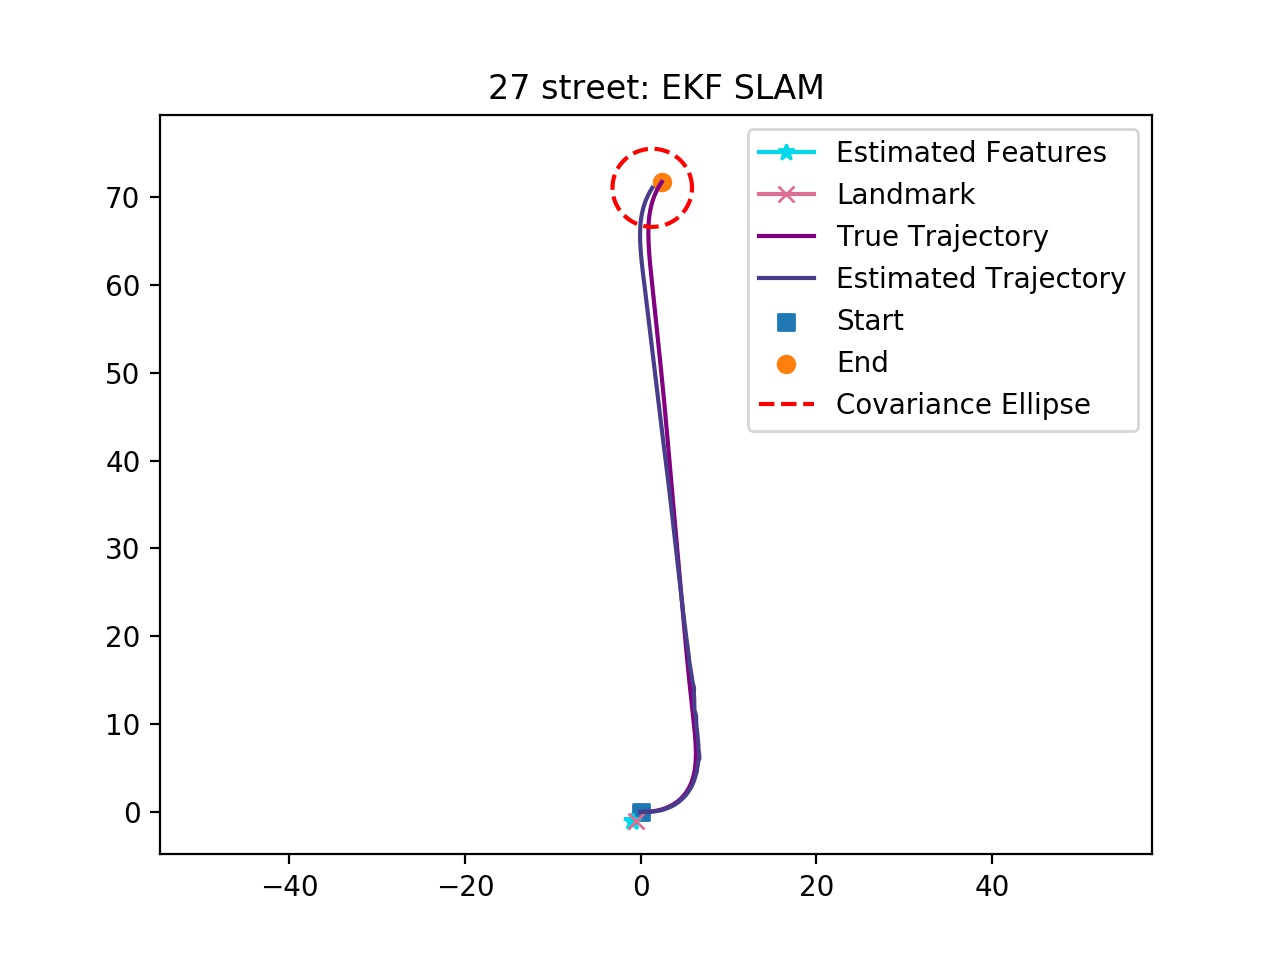 27 street: EKF SLAM
Estimated Features
Landmark
True Trajectory
Estimated Trajectory
Start
End
Covariance Ellipse
70
60
50
40
30
20
10
0
−40 −20 0 20 40